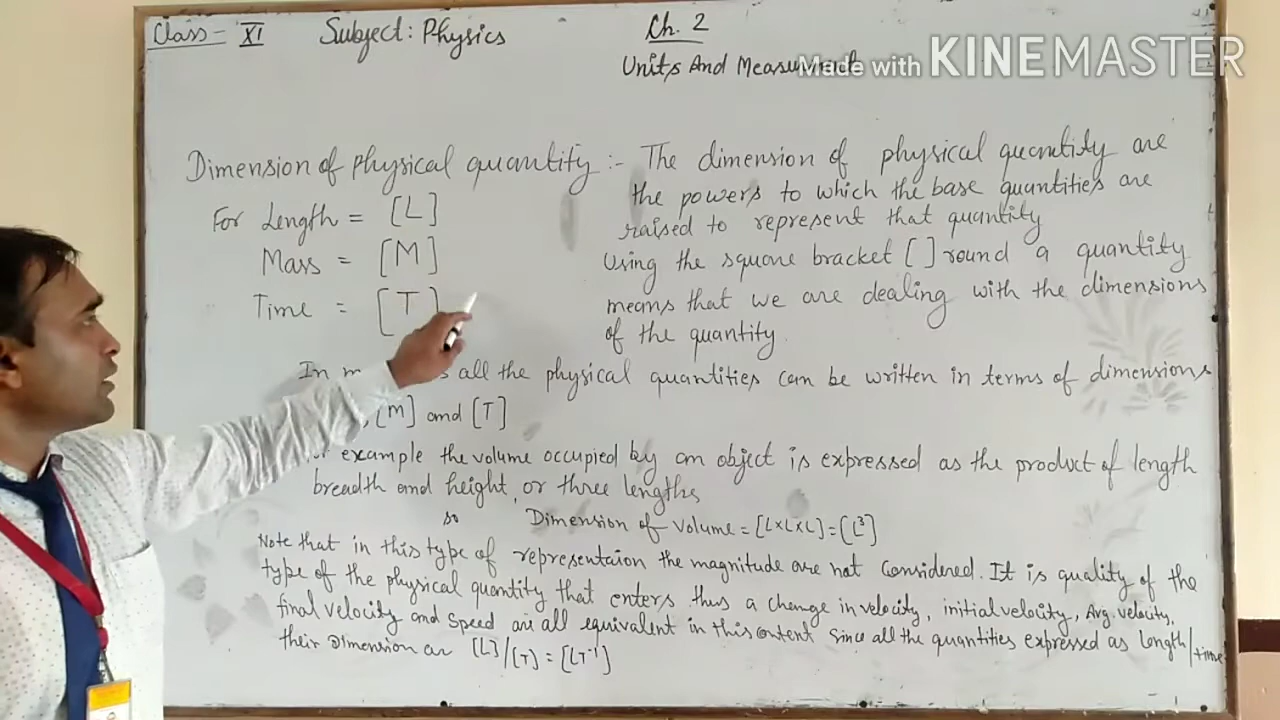 Class - XI Subject: Physics Ch. 2
Units And Measurement
Made with KINEMASTER
Dimension of Physical quantity :- The dimension of physical quantity are
the powers to which the base quantities are
raised to represent that quantity
Using the square bracket [ ] round a quantity
means that we are dealing with the dimensions
of the quantity.
For Length = [L]
Mass = [M]
Time = [T]
In all the physical quantities can be written in terms of dimensions
, [M] and [T]
example the volume occupied by an object is expressed as the product of length
breadth and height, or three lengths
so Dimension of Volume = [L×L×L] = [L³]
Note that in this type of representaion the magnitude are not considered. It is quality of the
type of the physical quantity that enters thus a change in velocity, initial velocity, Avg. velocity,
final velocity and speed are all equivalent in this contont since all the quantities expressed as length/time
their Dimension are [L]/[T] = [LT⁻¹]